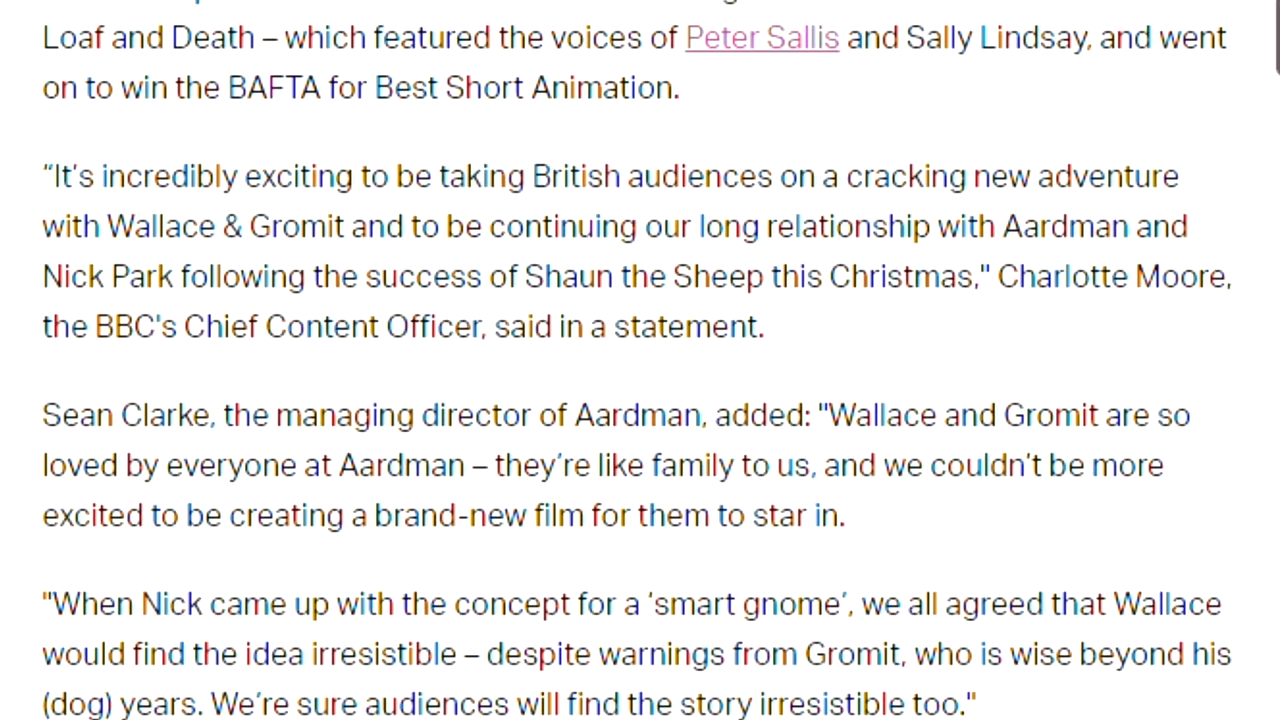 Loaf and Death – which featured the voices of Peter Sallis and Sally Lindsay, and went
on to win the BAFTA for Best Short Animation.
“It’s incredibly exciting to be taking British audiences on a cracking new adventure
with Wallace & Gromit and to be continuing our long relationship with Aardman and
Nick Park following the success of Shaun the Sheep this Christmas," Charlotte Moore,
the BBC's Chief Content Officer, said in a statement.
Sean Clarke, the managing director of Aardman, added: "Wallace and Gromit are so
loved by everyone at Aardman – they’re like family to us, and we couldn’t be more
excited to be creating a brand-new film for them to star in.
"When Nick came up with the concept for a ‘smart gnome’, we all agreed that Wallace
would find the idea irresistible – despite warnings from Gromit, who is wise beyond his
(dog) years. We’re sure audiences will find the story irresistible too."